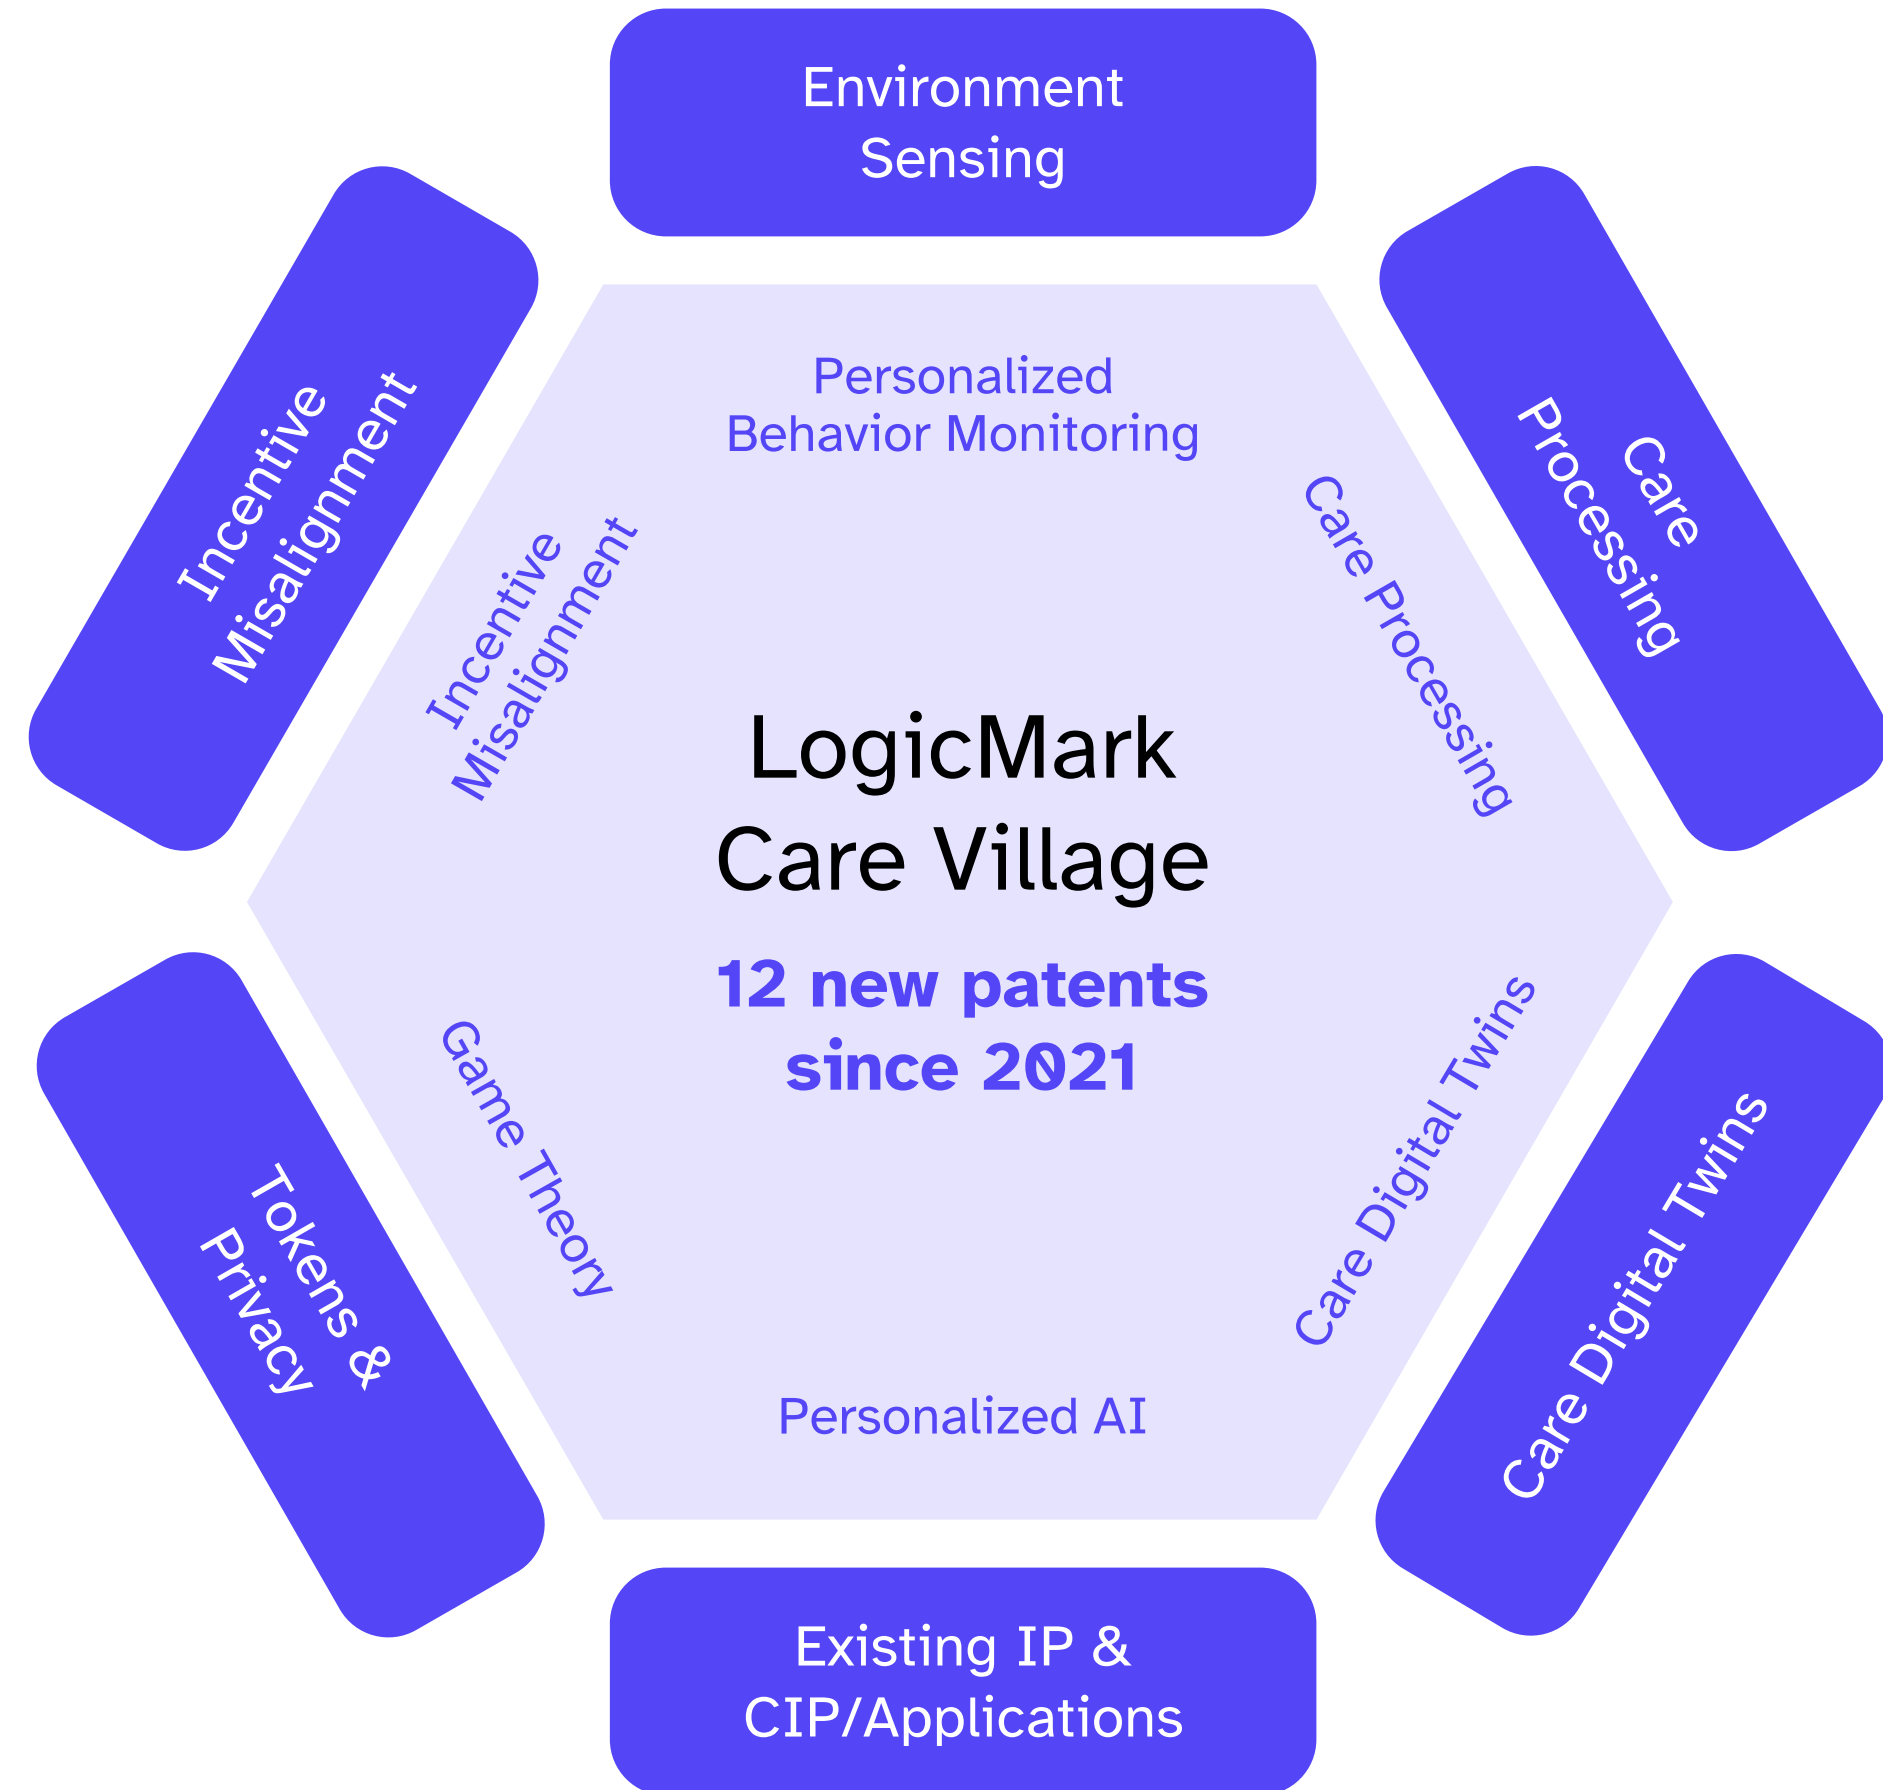 Environment
Sensing
Incentive
Misalignment
Care
Processing
Personalized
Behavior Monitoring
Incentive
Misalignment
Care Processing
LogicMark
Care Village
12 new patents
since 2021
Game Theory
Care Digital Twins
Tokens &
Privacy
Care Digital Twins
Personalized AI
Existing IP &
CIP/Applications